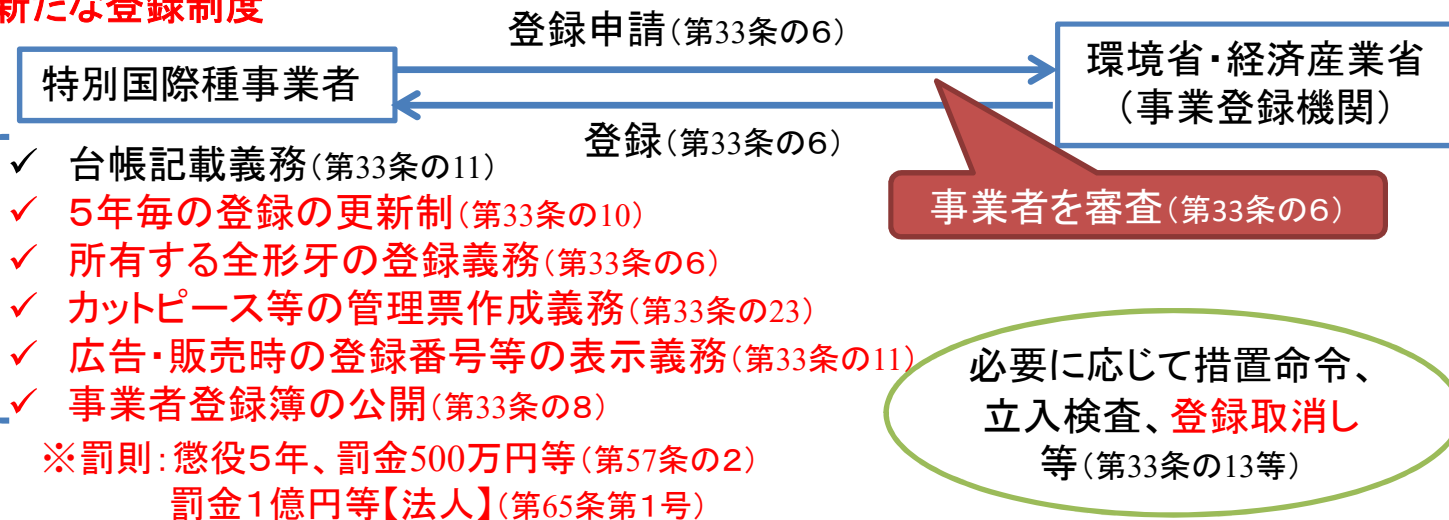 新たな登録制度
登録申請(第33条の6)
特別国際種事業者
環境省・経済産業省
(事業登録機関)
登録(第33条の6)
事業者を審査(第33条の6)
✓ 台帳記載義務(第33条の11)
✓ 5年毎の登録の更新制(第33条の10)
✓ 所有する全形牙の登録義務(第33条の6)
✓ カットピース等の管理票作成義務(第33条の23)
✓ 広告・販売時の登録番号等の表示義務(第33条の11)
✓ 事業者登録簿の公開(第33条の8)
※罰則:懲役5年、罰金500万円等(第57条の2)
罰金1億円等【法人】(第65条第1号)
必要に応じて措置命令、
立入検査、登録取消し
等(第33条の13等)